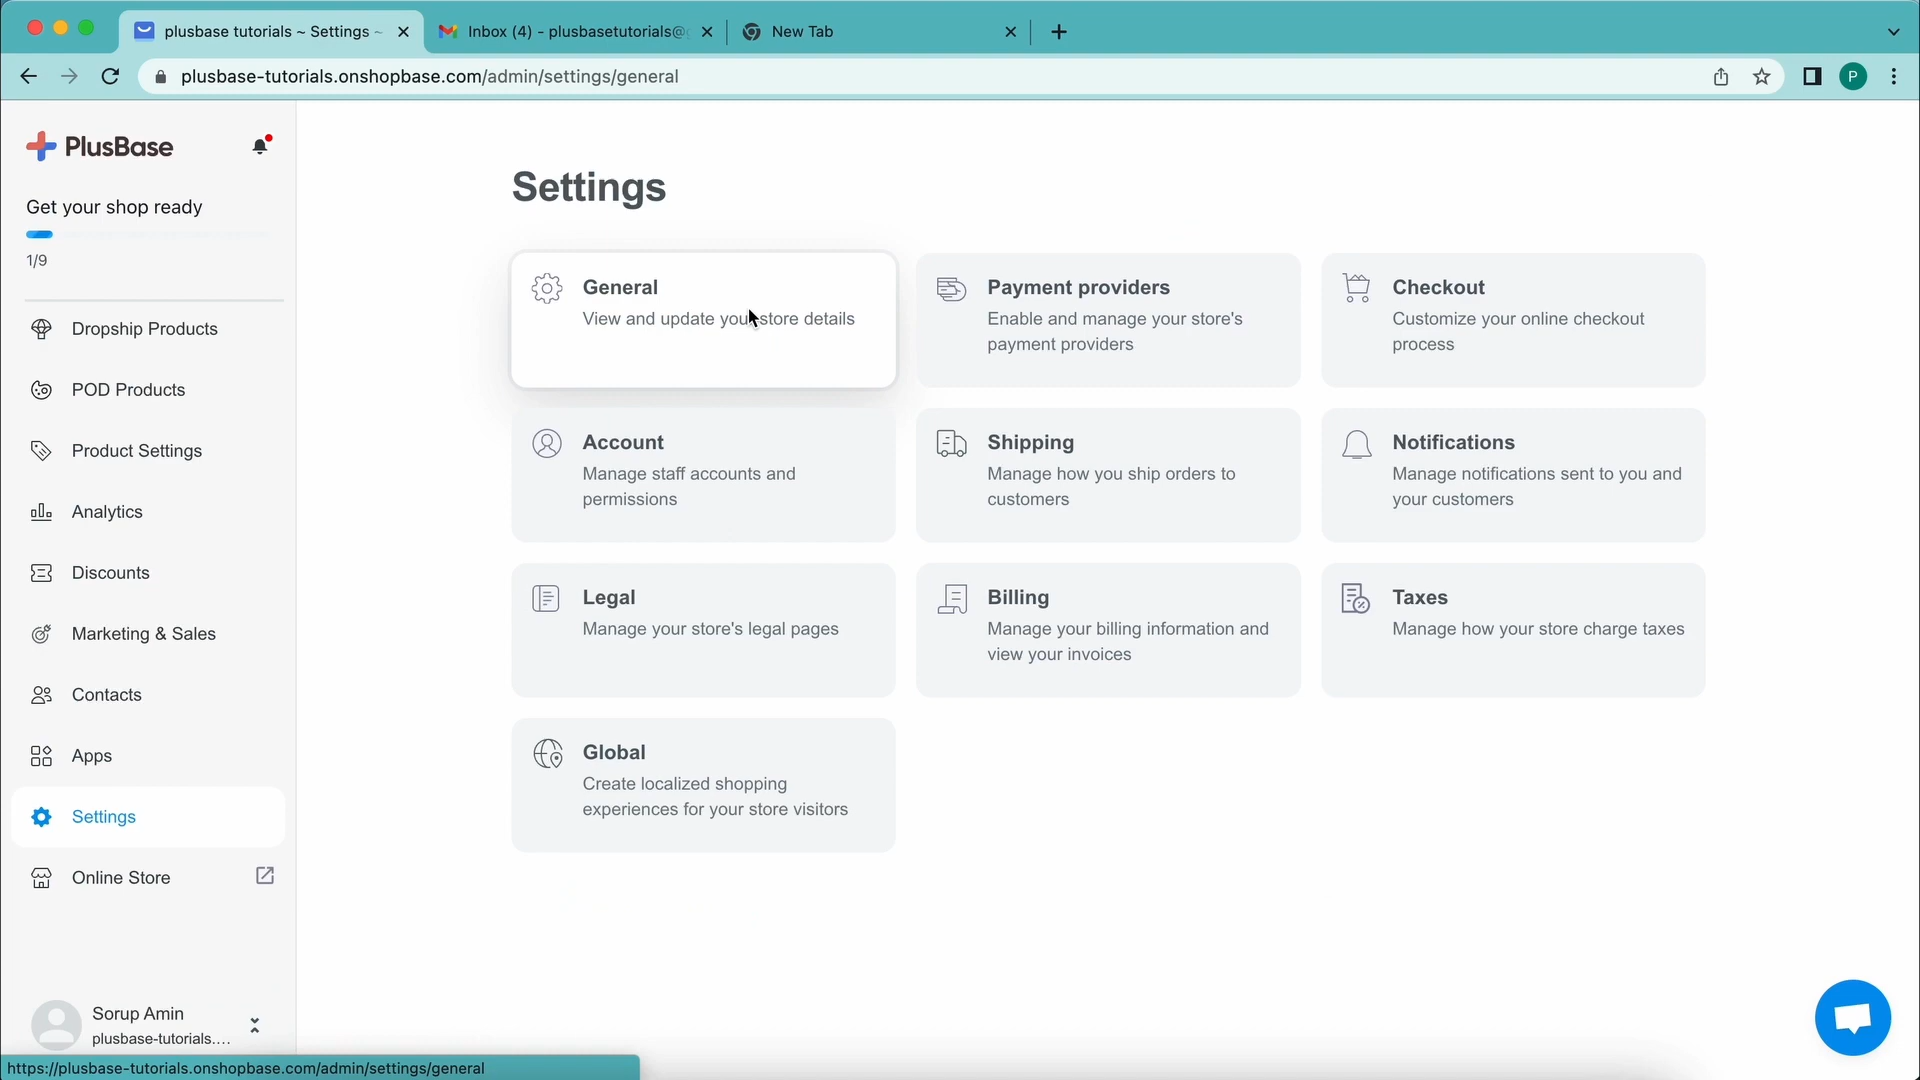 plusbase tutorials ~ Settings ~
Inbox (4) - plusbasetutorials@
New Tab
plusbase-tutorials.onshopbase.com/admin/settings/general
P
PlusBase
Get your shop ready
1/9
Dropship Products
POD Products
Product Settings
Analytics
Discounts
Marketing & Sales
Contacts
Apps
Settings
Online Store
Sorup Amin
plusbase-tutorials....
https://plusbase-tutorials.onshopbase.com/admin/settings/general
Settings
General
View and update your store details
Payment providers
Enable and manage your store's
payment providers
Checkout
Customize your online checkout
process
Account
Manage staff accounts and
permissions
Shipping
Manage how you ship orders to
customers
Notifications
Manage notifications sent to you and
your customers
Legal
Manage your store's legal pages
Billing
Manage your billing information and
view your invoices
Taxes
Manage how your store charge taxes
Global
Create localized shopping
experiences for your store visitors